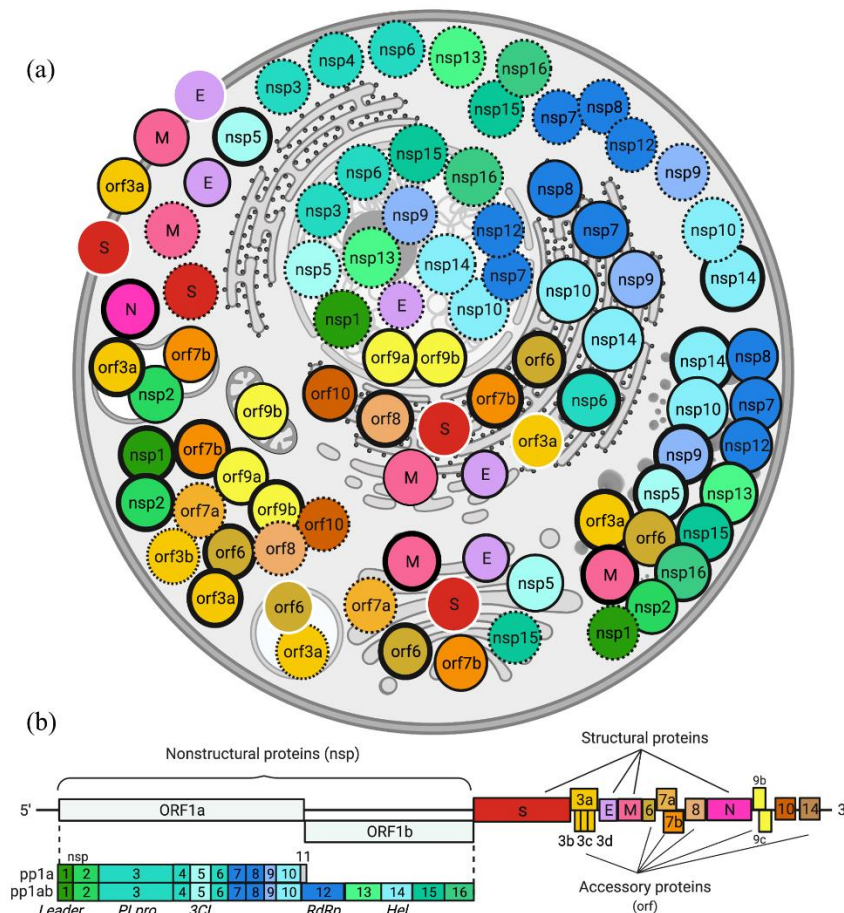 (a)
nsp6
nsp4
nsp13
nsp3
nsp16
E
nsp15
nsp7
nsp8
M
nsp5
nsp12
nsp15
nsp6
nsp16
nsp9
orf3a
E
nsp8
nsp3
nsp9
M
nsp12
nsp7
nsp10
S
nsp13
nsp5
nsp14
nsp7
nsp10
nsp9
nsp14
S
E
nsp10
N
nsp1
nsp14
orf7b
orf9a
orf9b
orf6
nsp14
nsp8
orf3a
nsp2
orf10
orf7b
nsp6
nsp10
nsp7
orf9b
orf8
S
orf3a
nsp12
nsp1
orf7b
nsp9
orf9a
M
E
nsp5
nsp13
nsp2
orf7a
orf9b
orf10
orf3a
orf6
nsp15
orf3b
orf6
orf8
M
E
nsp5
M
nsp16
orf3a
orf6
orf7a
S
nsp2
nsp1
orf3a
orf6
orf7b
nsp15
(b)
Nonstructural proteins (nsp)
Structural proteins
5'
ORF1a
ORF1b
S
3a
E
M
6
7a
7b
8
N
9b
9c
10
14
3
3b 3c 3d
Accessory proteins
(orf)
nsp
11
pp1a
1 2 3 4 5 6 7 8 9 10
pp1ab
1 2 3 4 5 6 7 8 9 10 12 13 14 15 16
Leader PLpro 3CL RdRp Hel